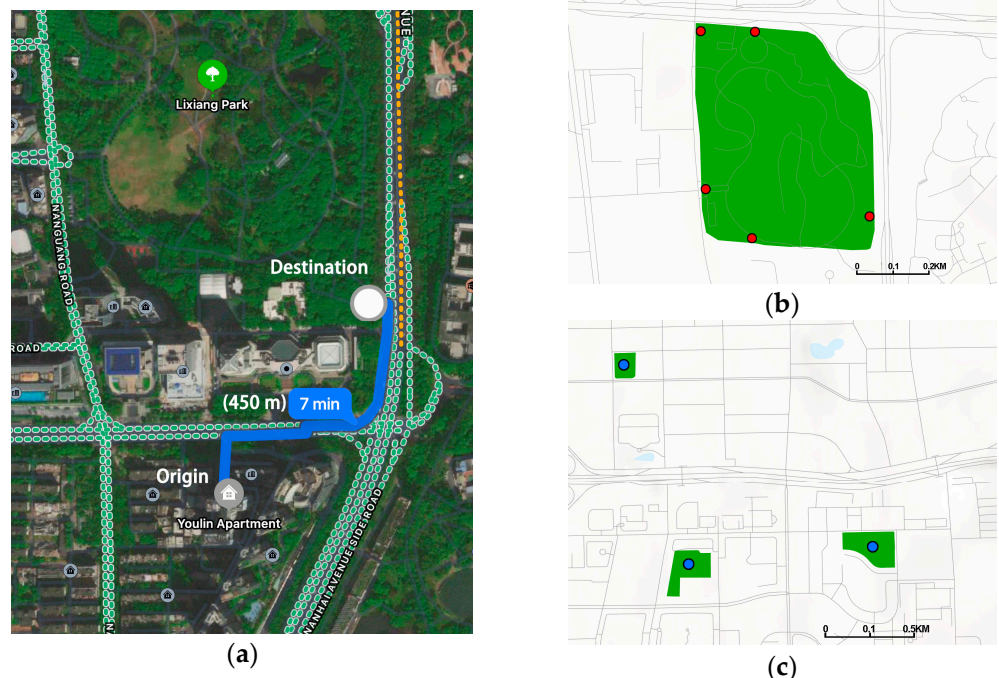 NUE
Lixiang Park
NANGUANG ROAD
Destination
ROAD
(450 m)
7 min
Origin
Youlin Apartment
NANHAI AVENUE SIDE ROAD
(a)
0 0.1 0.2KM
(b)
0 0.1 0.5KM
(c)